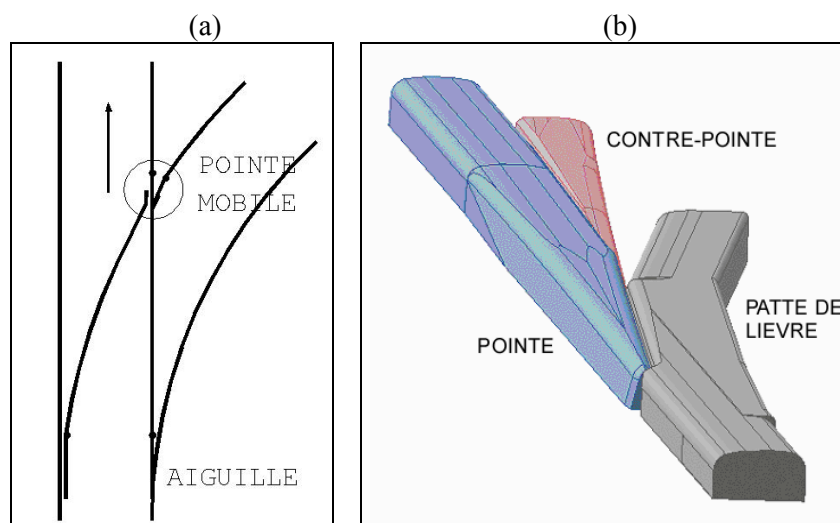 (a)
POINTE
MOBILE
AIGUILLE
(b)
CONTRE-POINTE
POINTE
PATTE DE
LIEVRE